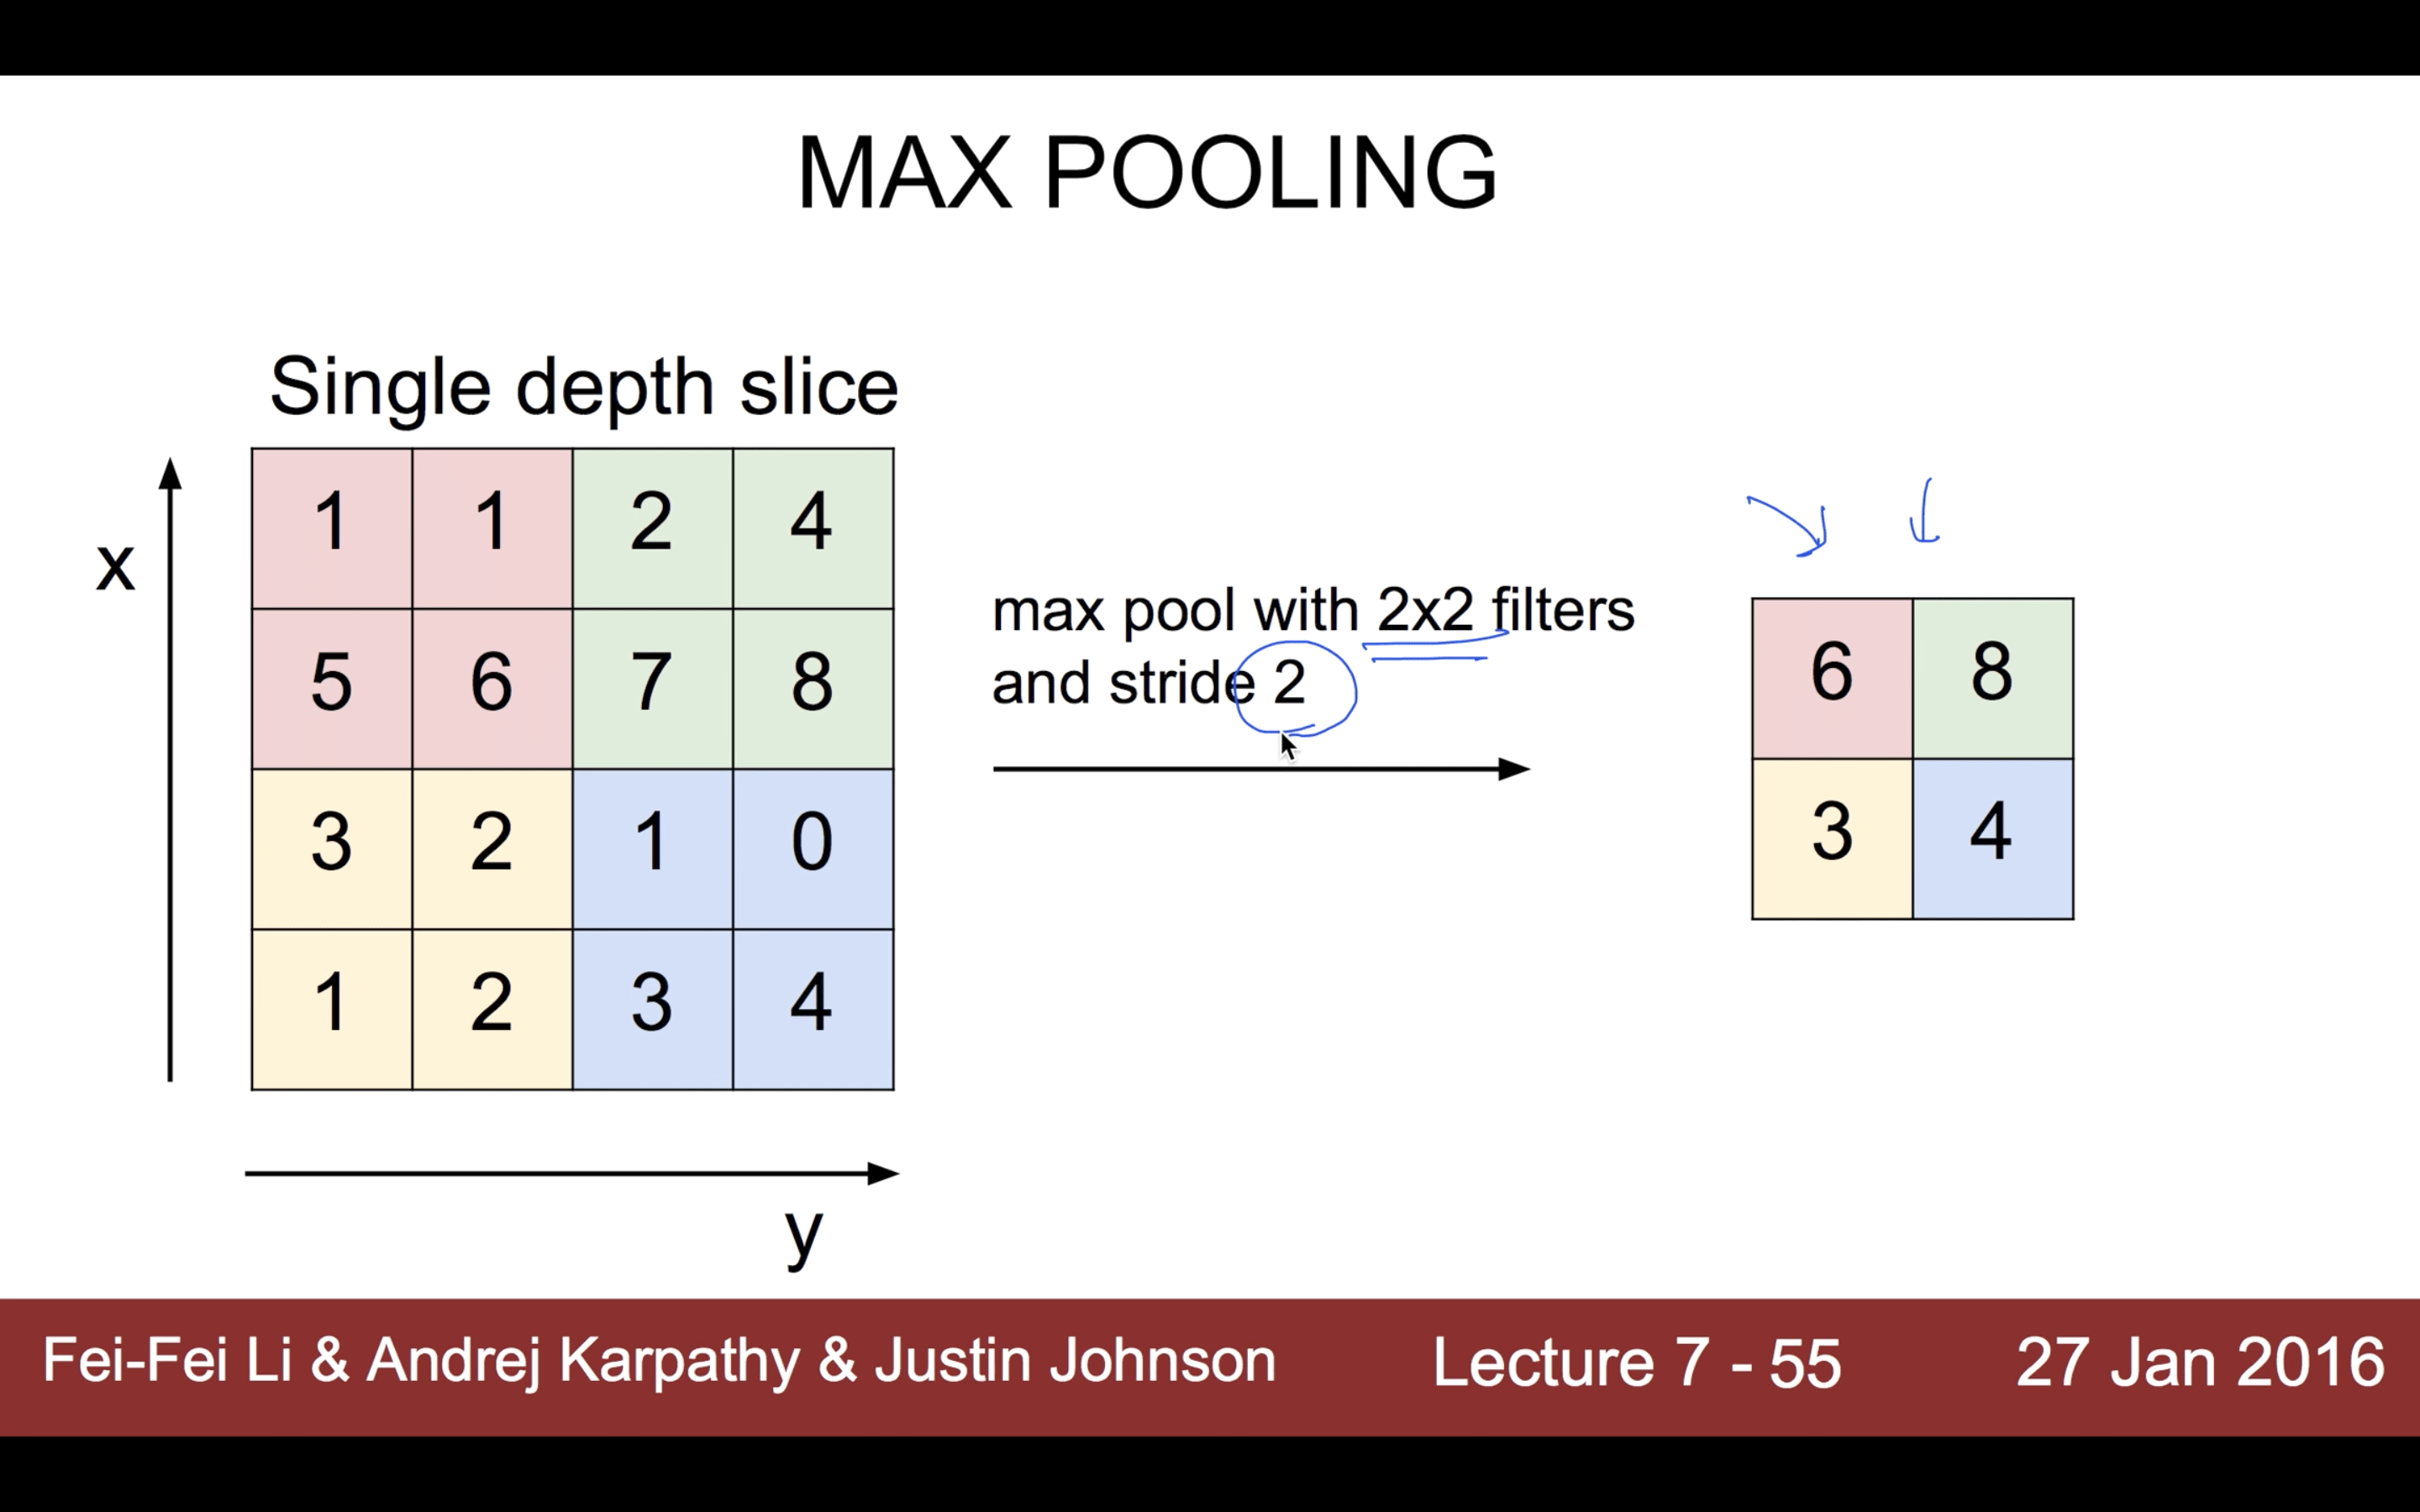 MAX POOLING
Single depth slice
x
1 1 2 4
5 6 7 8
3 2 1 0
1 2 3 4
y
max pool with 2x2 filters
and stride 2
6 8
3 4
Fei-Fei Li & Andrej Karpathy & Justin Johnson
Lecture 7 - 55
27 Jan 2016